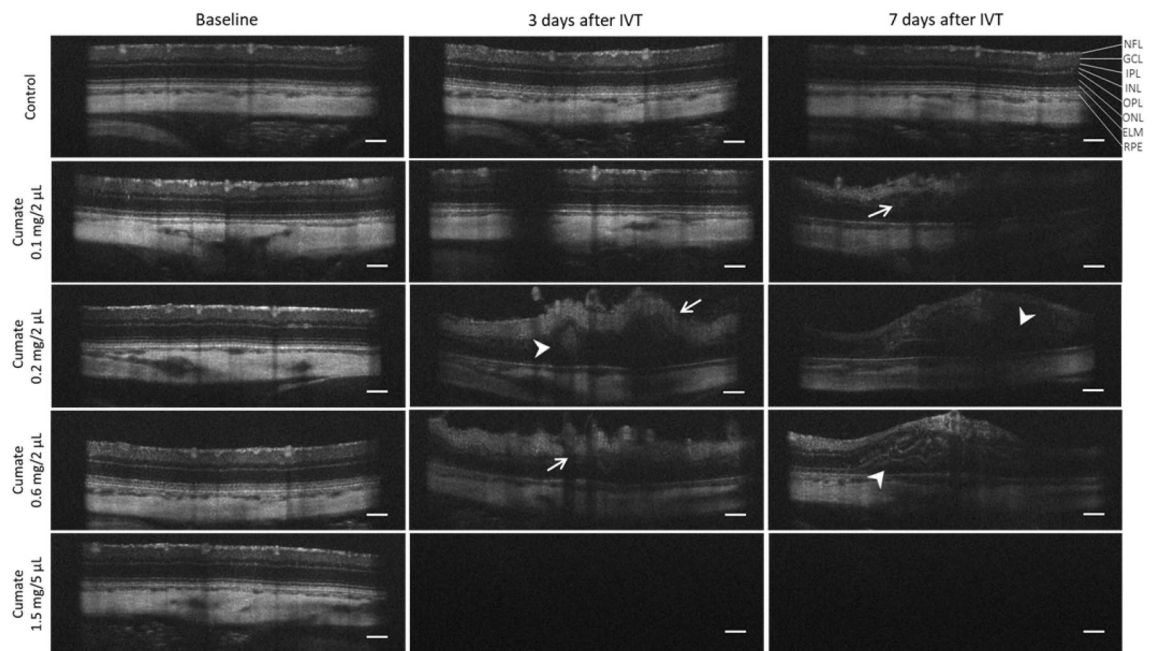 Baseline
3 days after IVT
7 days after IVT
Control
NFL
GCL
IPL
INL
OPL
ONL
ELM
RPE
Cumate
0.1 mg/2 µL
Cumate
0.2 mg/2 µL
Cumate
0.6 mg/2 µL
Cumate
1.5 mg/5 µL